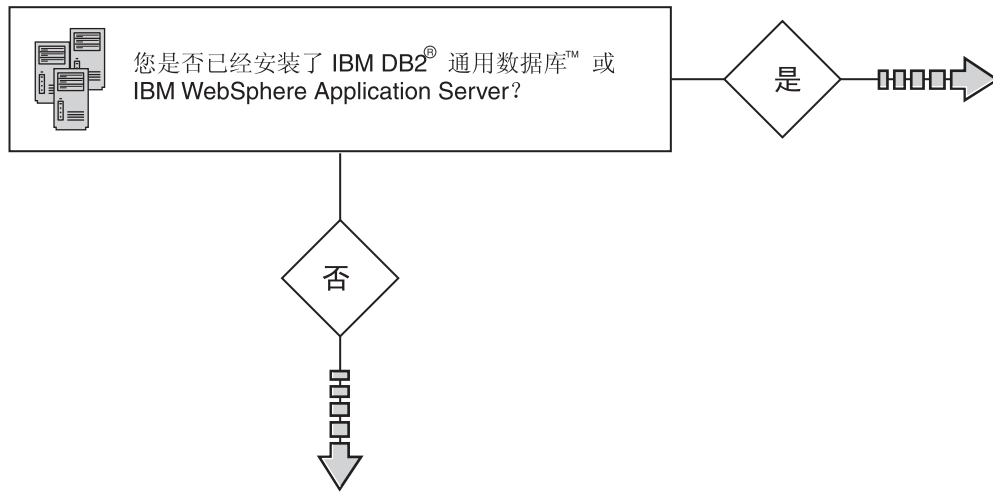 您是否已经安装了 IBM DB2® 通用数据库™ 或
IBM WebSphere Application Server?
是
否